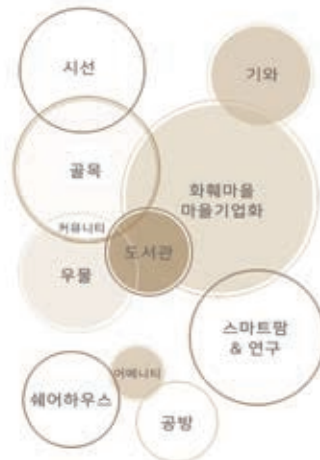 시선
기와
골목
화훼마을
마을기업화
커뮤니티
도서관
우물
스마트팜
& 연구
어메니티
쉐어하우스
공방